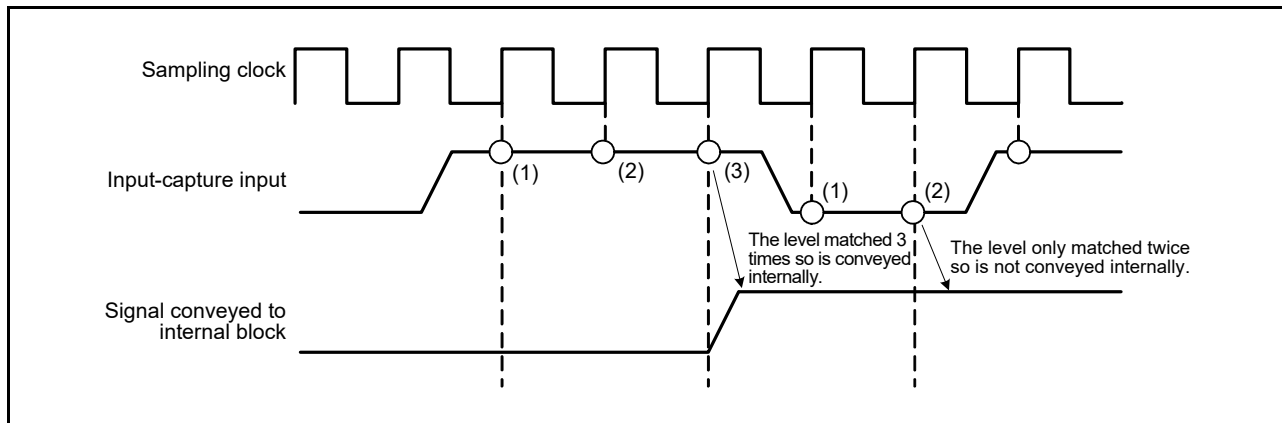 Sampling clock
Input-capture input
(1)
(2)
(3)
(1)
(2)
The level matched 3
times so is conveyed
internally.
The level only matched twice
so is not conveyed internally.
Signal conveyed to
internal block